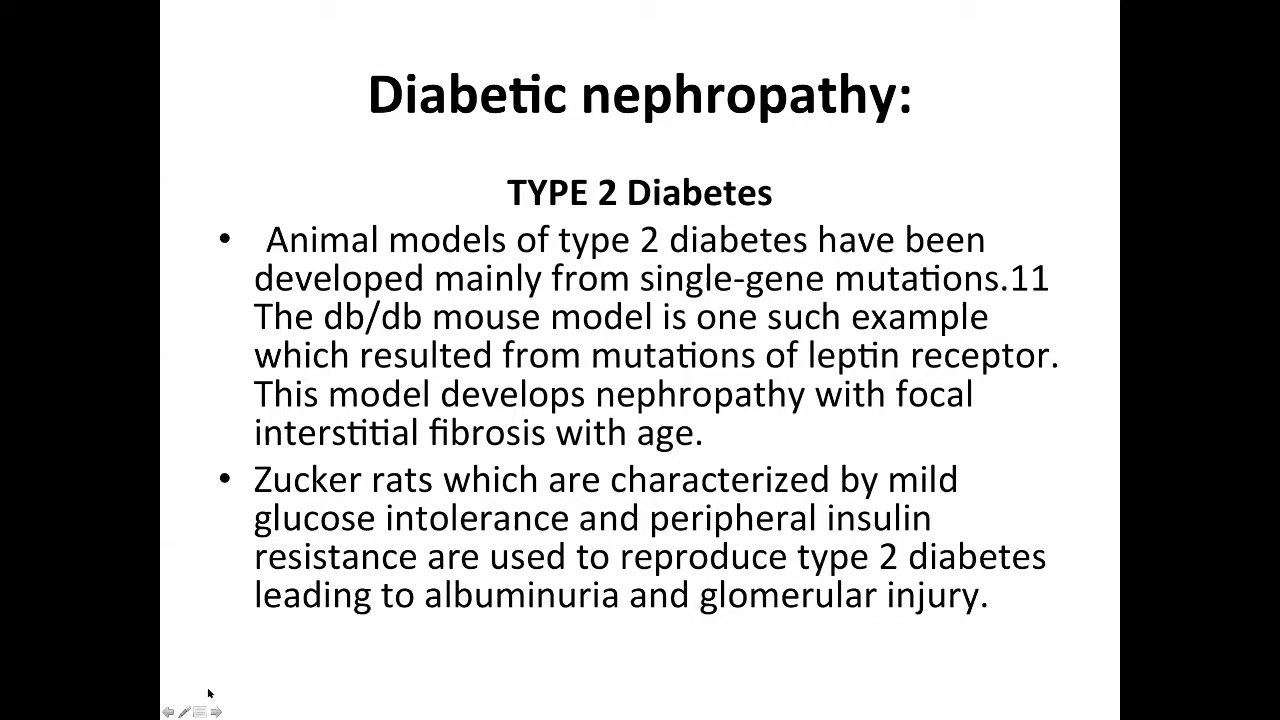 Diabetic nephropathy:
TYPE 2 Diabetes
• Animal models of type 2 diabetes have been
developed mainly from single-gene mutations.11
The db/db mouse model is one such example
which resulted from mutations of leptin receptor.
This model develops nephropathy with focal
interstitial fibrosis with age.
• Zucker rats which are characterized by mild
glucose intolerance and peripheral insulin
resistance are used to reproduce type 2 diabetes
leading to albuminuria and glomerular injury.